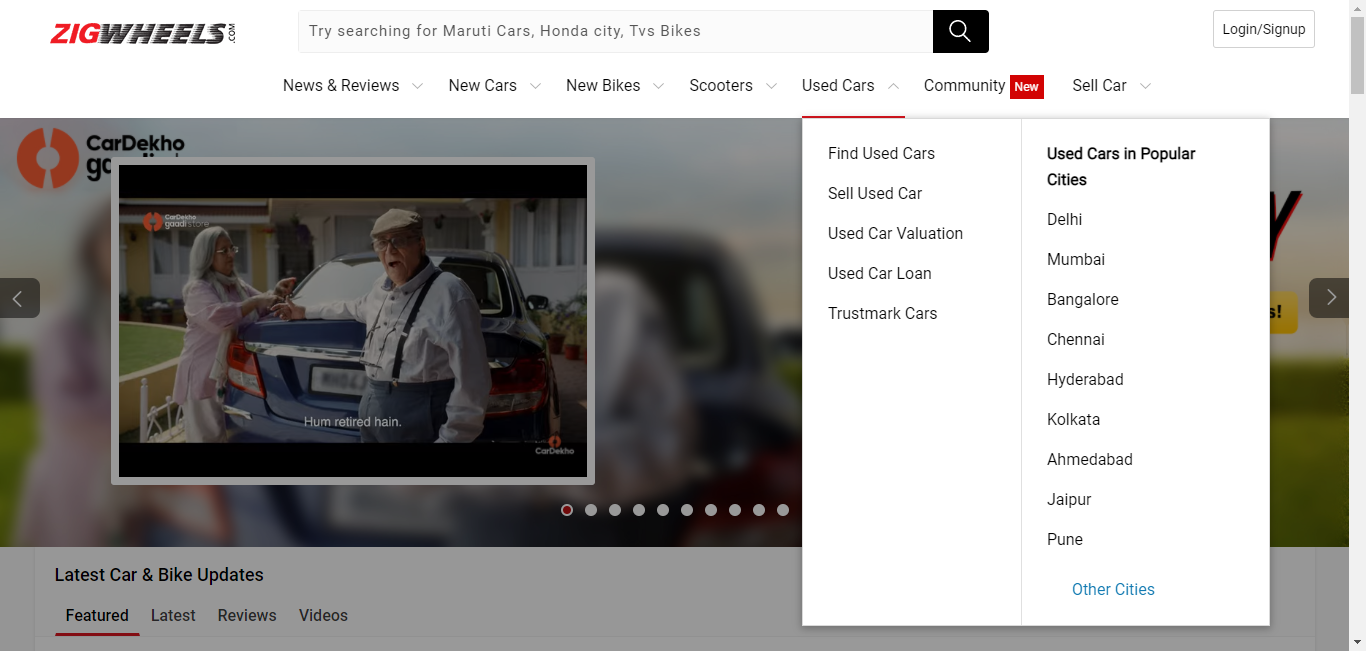 ZIGWHEELS.COM
Try searching for Maruti Cars, Honda city, Tvs Bikes
Login/Signup
News & Reviews
New Cars
New Bikes
Scooters
Used Cars
Community New
Sell Car
CarDekho
CarDekho
gaadi store
Hum retired hain.
CarDekho
Find Used Cars
Sell Used Car
Used Car Valuation
Used Car Loan
Trustmark Cars
Used Cars in Popular
Cities
Delhi
Mumbai
Bangalore
Chennai
Hyderabad
Kolkata
Ahmedabad
Jaipur
Pune
Other Cities
Latest Car & Bike Updates
Featured
Latest
Reviews
Videos